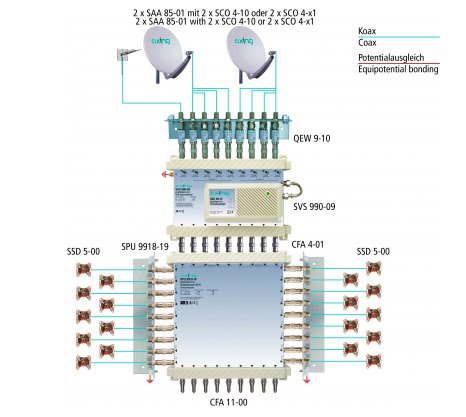 2 x SAA 85-01 mit 2 x SCO 4-10 oder 2 x SCO 4-x1
2 x SAA 85-01 with 2 x SCO 4-10 or 2 x SCO 4-x1
axing
axing
Koax
Coax
Potentialausgleich
Equipotential bonding
QEW 9-10
SVS 990-09
SSD 5-00
SPU 9918-19
CFA 4-01
SSD 5-00
CFA 11-00